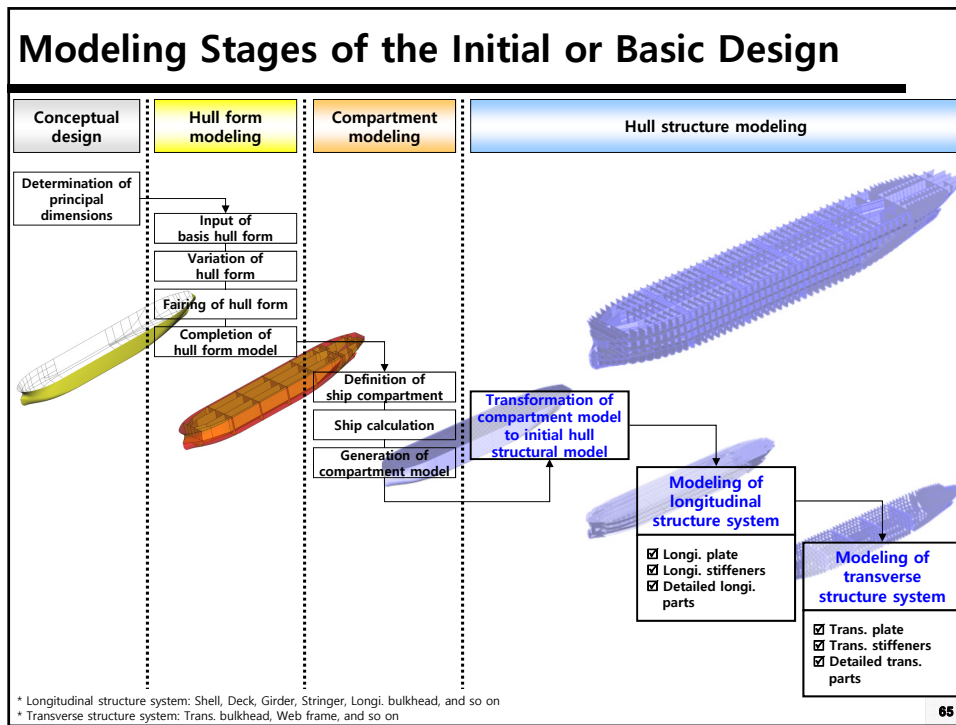 Modeling Stages of the Initial or Basic Design
Conceptual
design
Hull form
modeling
Compartment
modeling
Hull structure modeling
Determination of
principal
dimensions
Input of
basis hull form
Variation of
hull form
Fairing of hull form
Completion of
hull form model
Definition of
ship compartment
Ship calculation
Generation of
compartment model
Transformation of
compartment model
to initial hull
structural model
Modeling of
longitudinal
structure system
☑ Longi. plate
☑ Longi. stiffeners
☑ Detailed longi.
parts
Modeling of
transverse
structure system
☑ Trans. plate
☑ Trans. stiffeners
☑ Detailed trans.
parts
* Longitudinal structure system: Shell, Deck, Girder, Stringer, Longi. bulkhead, and so on
* Transverse structure system: Trans. bulkhead, Web frame, and so on
65